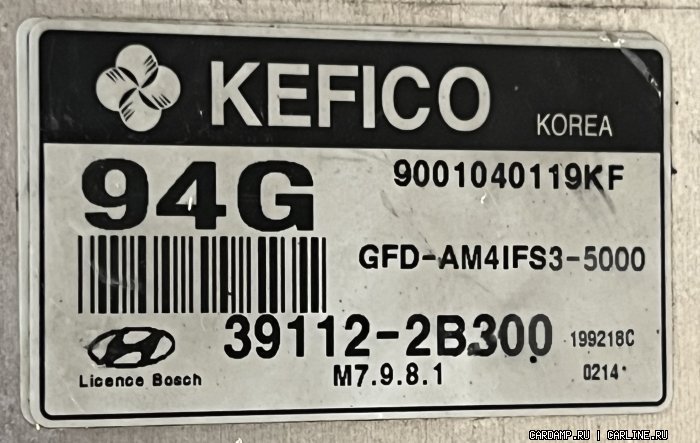 KEFICO KOREA
94G 9001040119KF
GFD-AM4IFS3-5000
39112-2B300 199218C
Licence Bosch M7.9.8.1 0214
CARDAMP.RU | CARLINE.RU